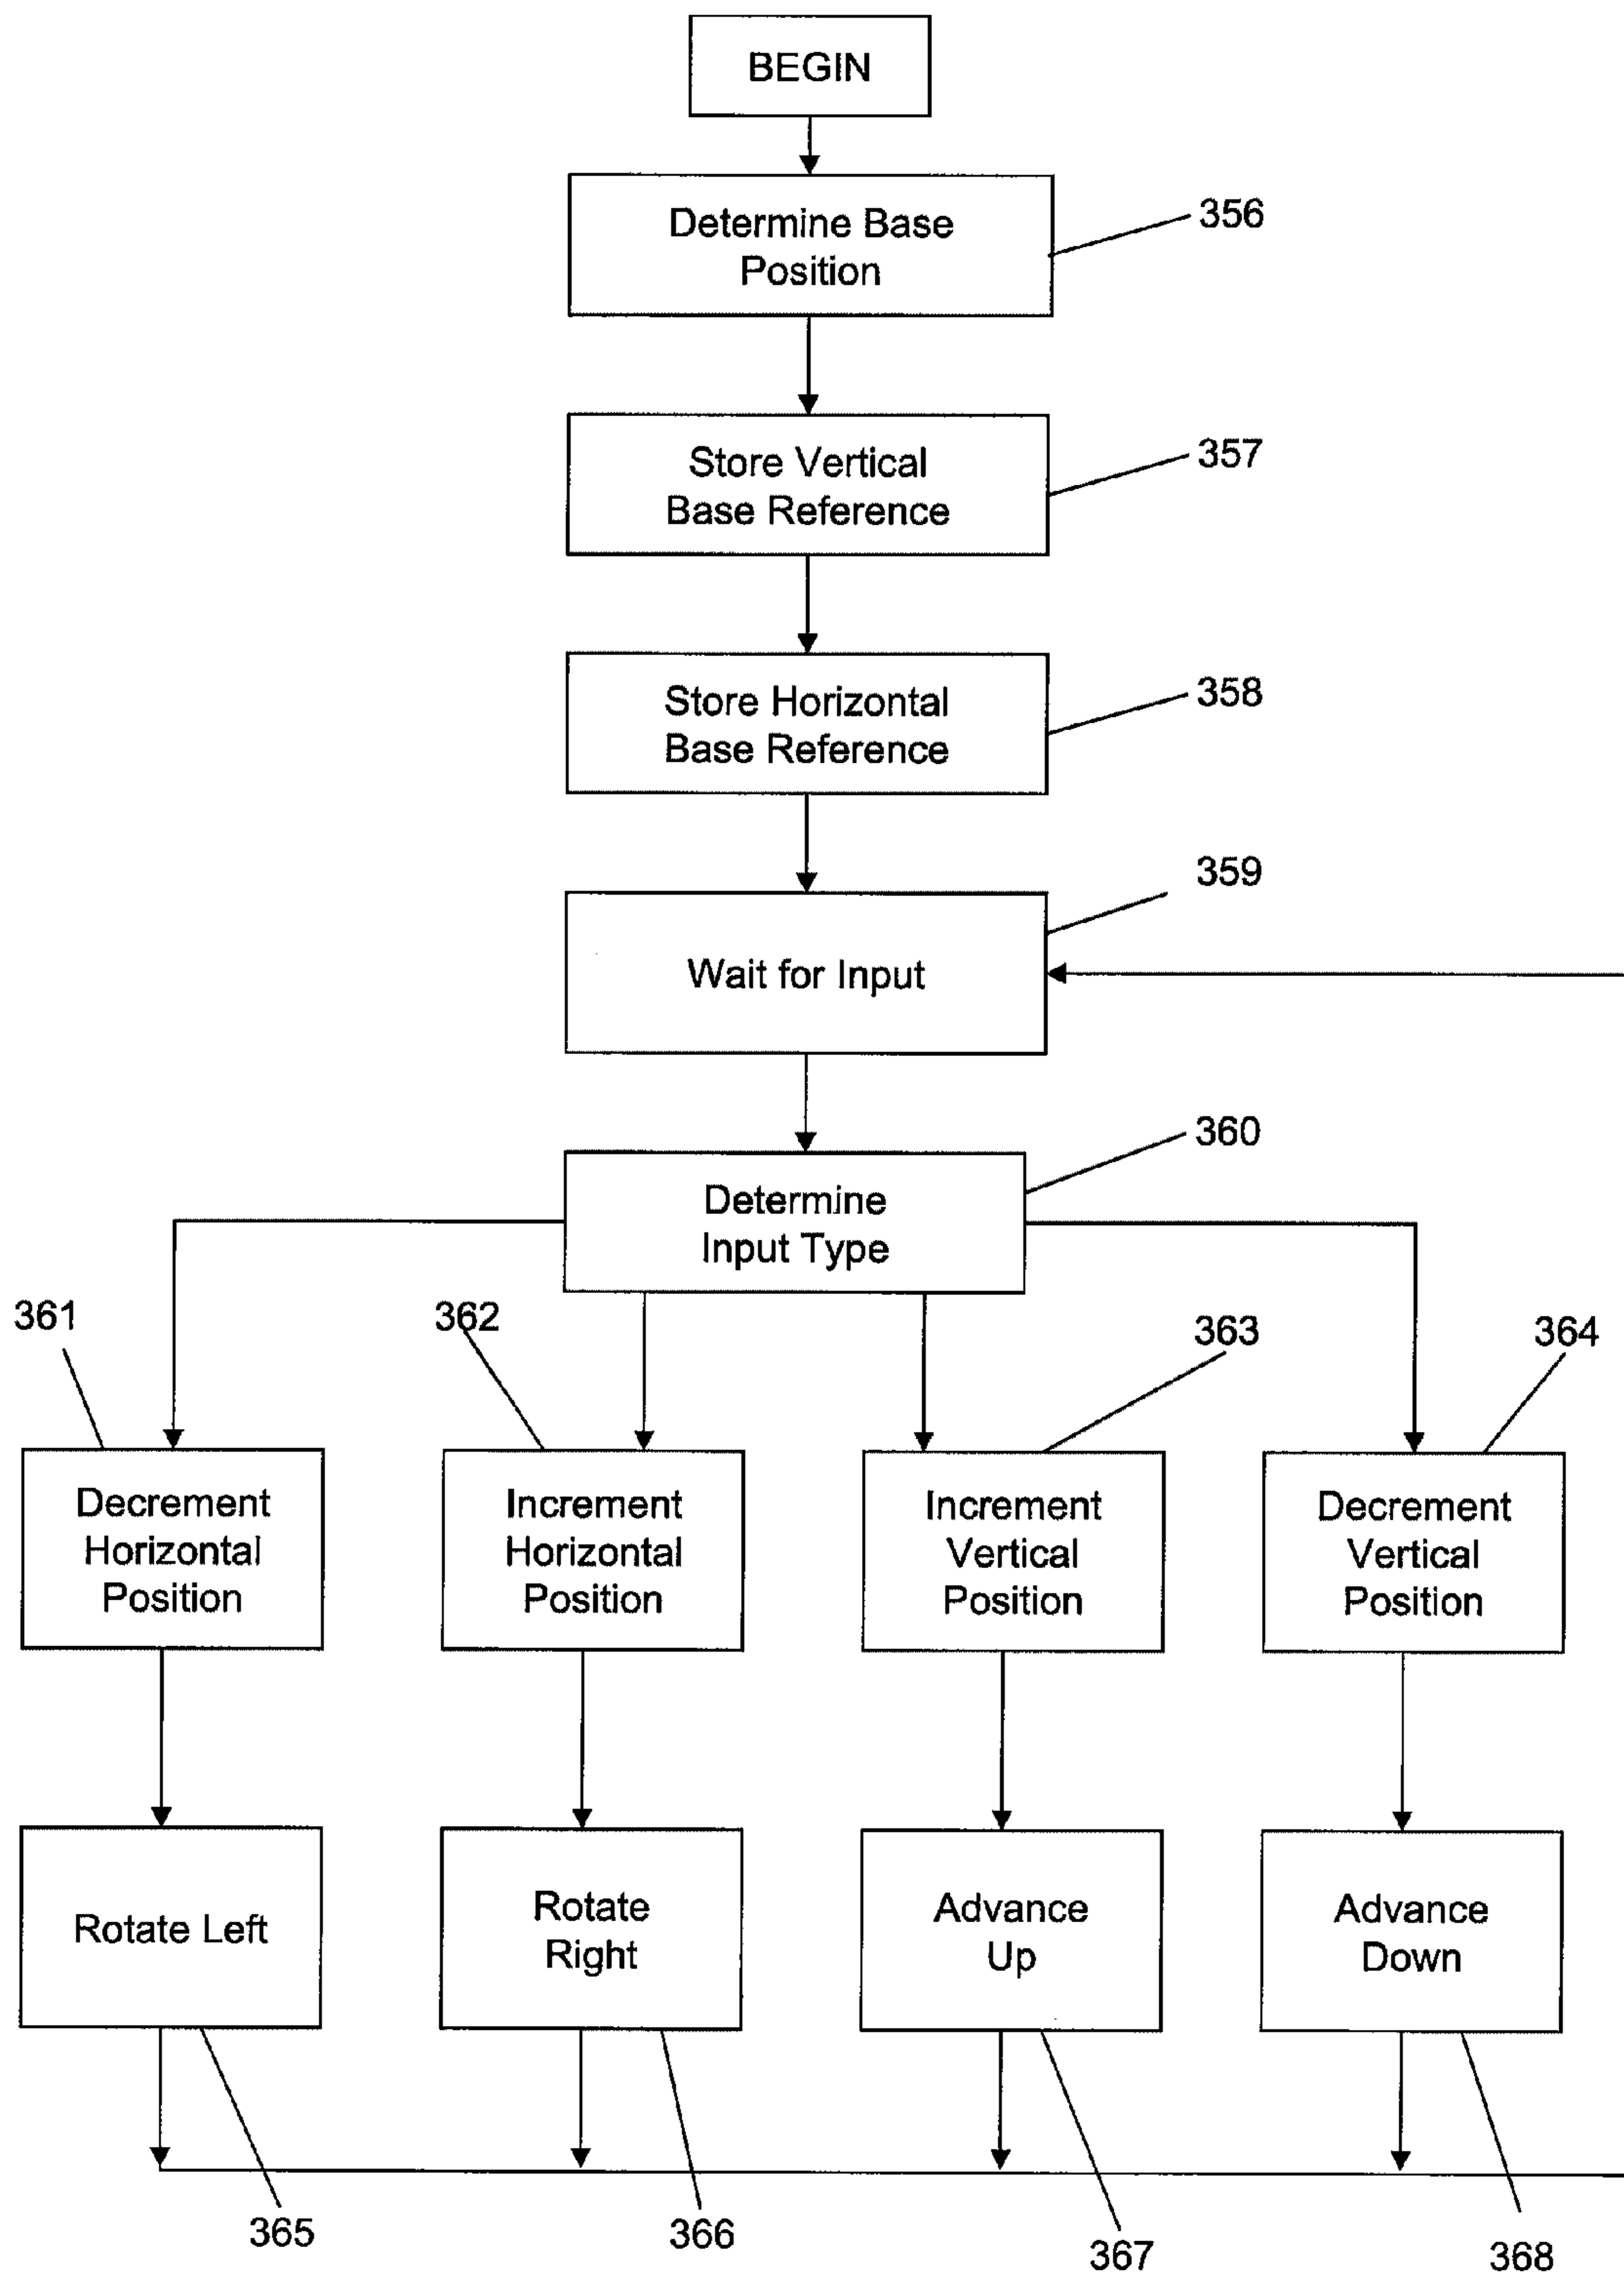 BEGIN
Determine Base
Position
356
Store Vertical
Base Reference
357
Store Horizontal
Base Reference
358
359
Wait for Input
360
Determine
Input Type
361
362
363
364
Decrement
Horizontal
Position
Increment
Horizontal
Position
Increment
Vertical
Position
Decrement
Vertical
Position
Rotate Left
Rotate
Right
Advance
Up
Advance
Down
365
366
367
368